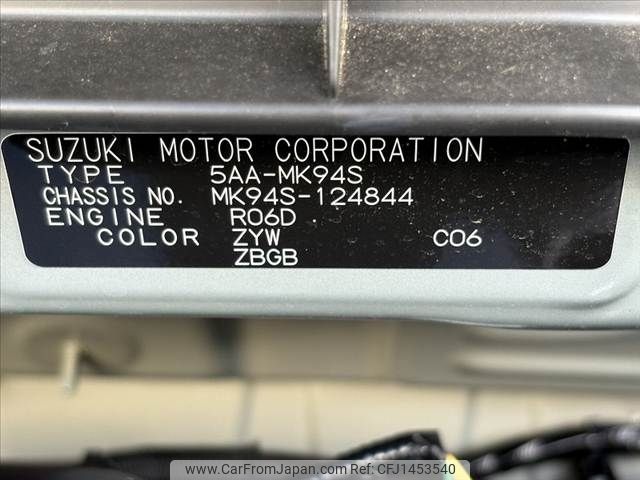 SUZUKI MOTOR CORPORATION
TYPE 5AA-MK94S
CHASSIS NO. MK94S-124844
ENGINE R06D
COLOR ZYW C06
ZBGB
www.CarFromJapan.com Ref No: CFJ1453540